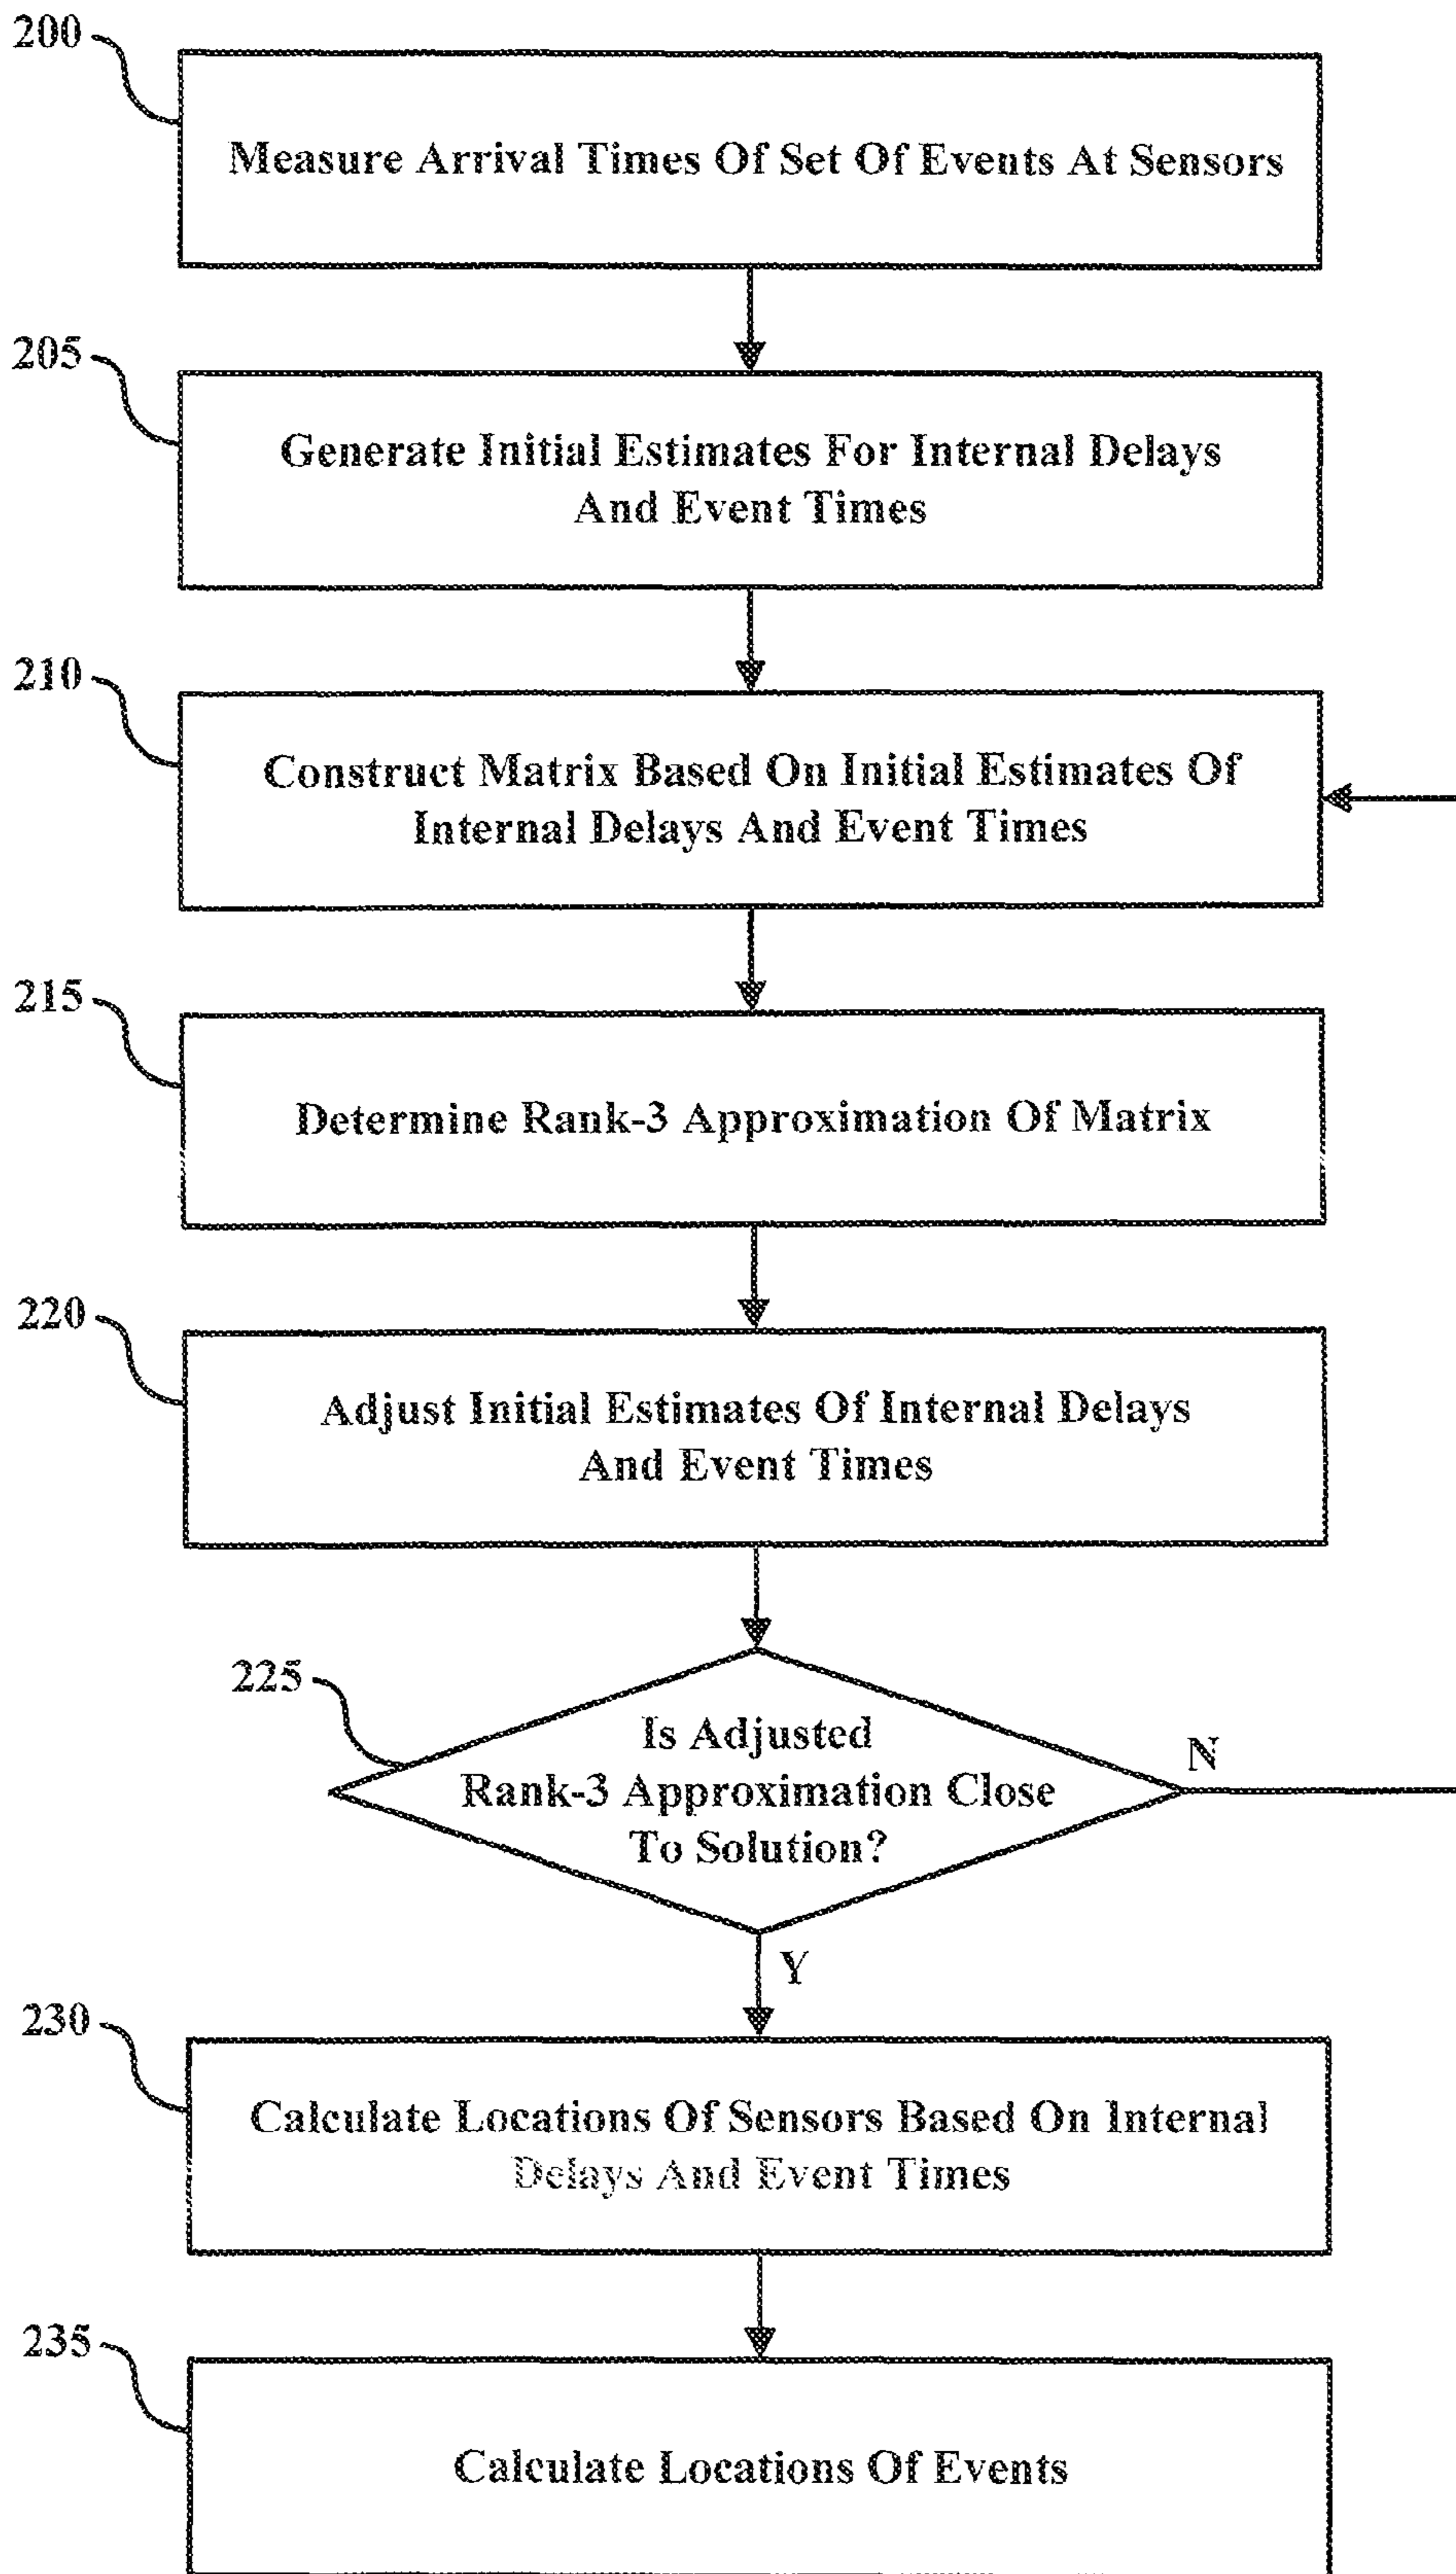 200
Measure Arrival Times Of Set Of Events At Sensors
205
Generate Initial Estimates For Internal Delays
And Event Times
210
Construct Matrix Based On Initial Estimates Of
Internal Delays And Event Times
215
Determine Rank-3 Approximation Of Matrix
220
Adjust Initial Estimates Of Internal Delays
And Event Times
225
Is Adjusted
Rank-3 Approximation Close
To Solution?
N
Y
230
Calculate Locations Of Sensors Based On Internal
Delays And Event Times
235
Calculate Locations Of Events